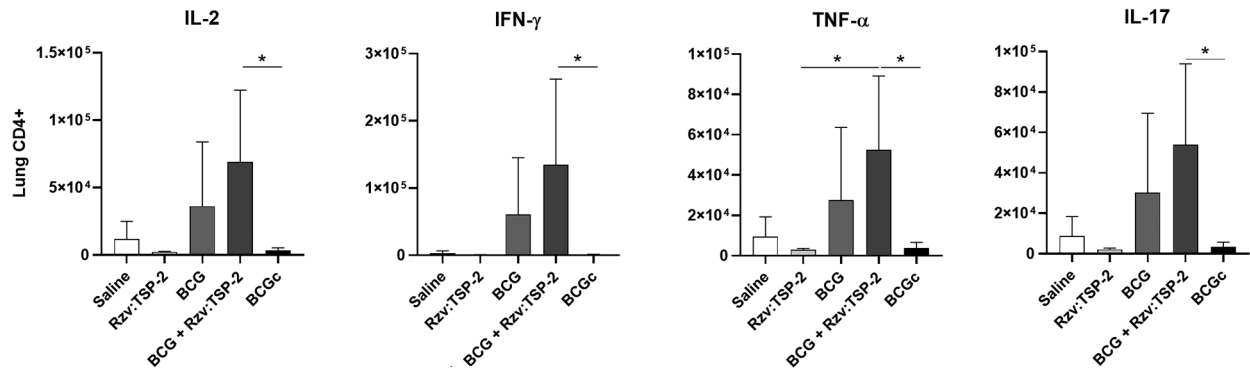 IL-2
IFN-γ
TNF-α
IL-17
Lung CD4+
1.5×10⁵
1×10⁵
5×10⁴
0
*
Saline
Rzv:TSP-2
BCG
BCG + Rzv:TSP-2
BCGc
3×10⁵
2×10⁵
1×10⁵
0
*
Saline
Rzv:TSP-2
BCG
BCG + Rzv:TSP-2
BCGc
1×10⁵
8×10⁴
6×10⁴
4×10⁴
2×10⁴
0
* *
Saline
Rzv:TSP-2
BCG
BCG + Rzv:TSP-2
BCGc
1×10⁵
8×10⁴
6×10⁴
4×10⁴
2×10⁴
0
*
Saline
Rzv:TSP-2
BCG
BCG + Rzv:TSP-2
BCGc